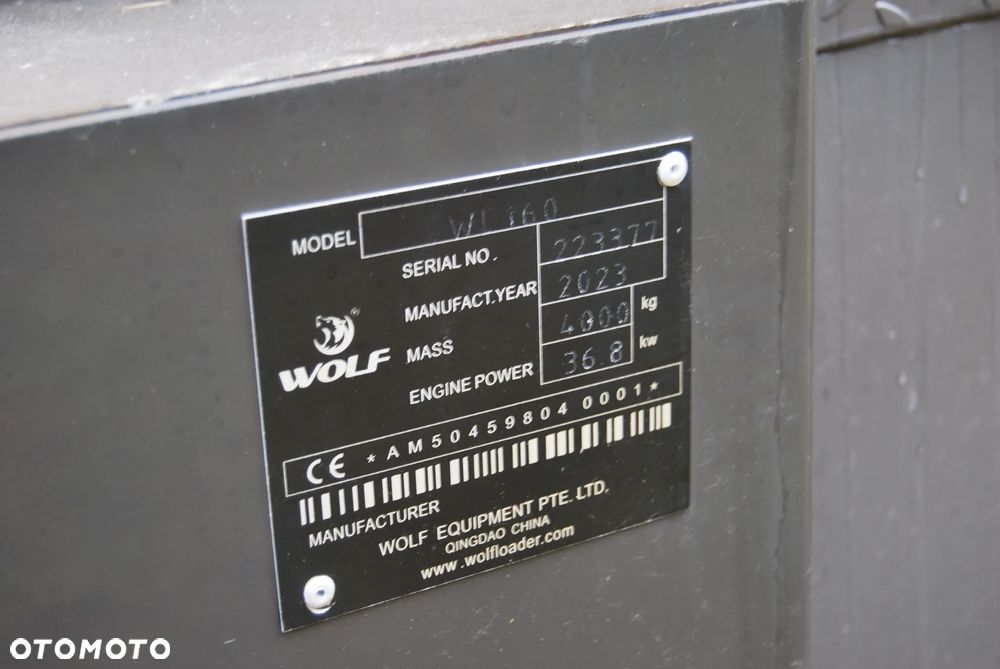 MODEL WL160
SERIAL NO. 223377
MANUFACT.YEAR 2023
MASS 4000 kg
ENGINE POWER 36.8 kw
WOLF ®
CE *AM50459804 0001*
MANUFACTURER
WOLF EQUIPMENT PTE. LTD.
QINGDAO CHINA
www.wolfloader.com
OTOMOTO